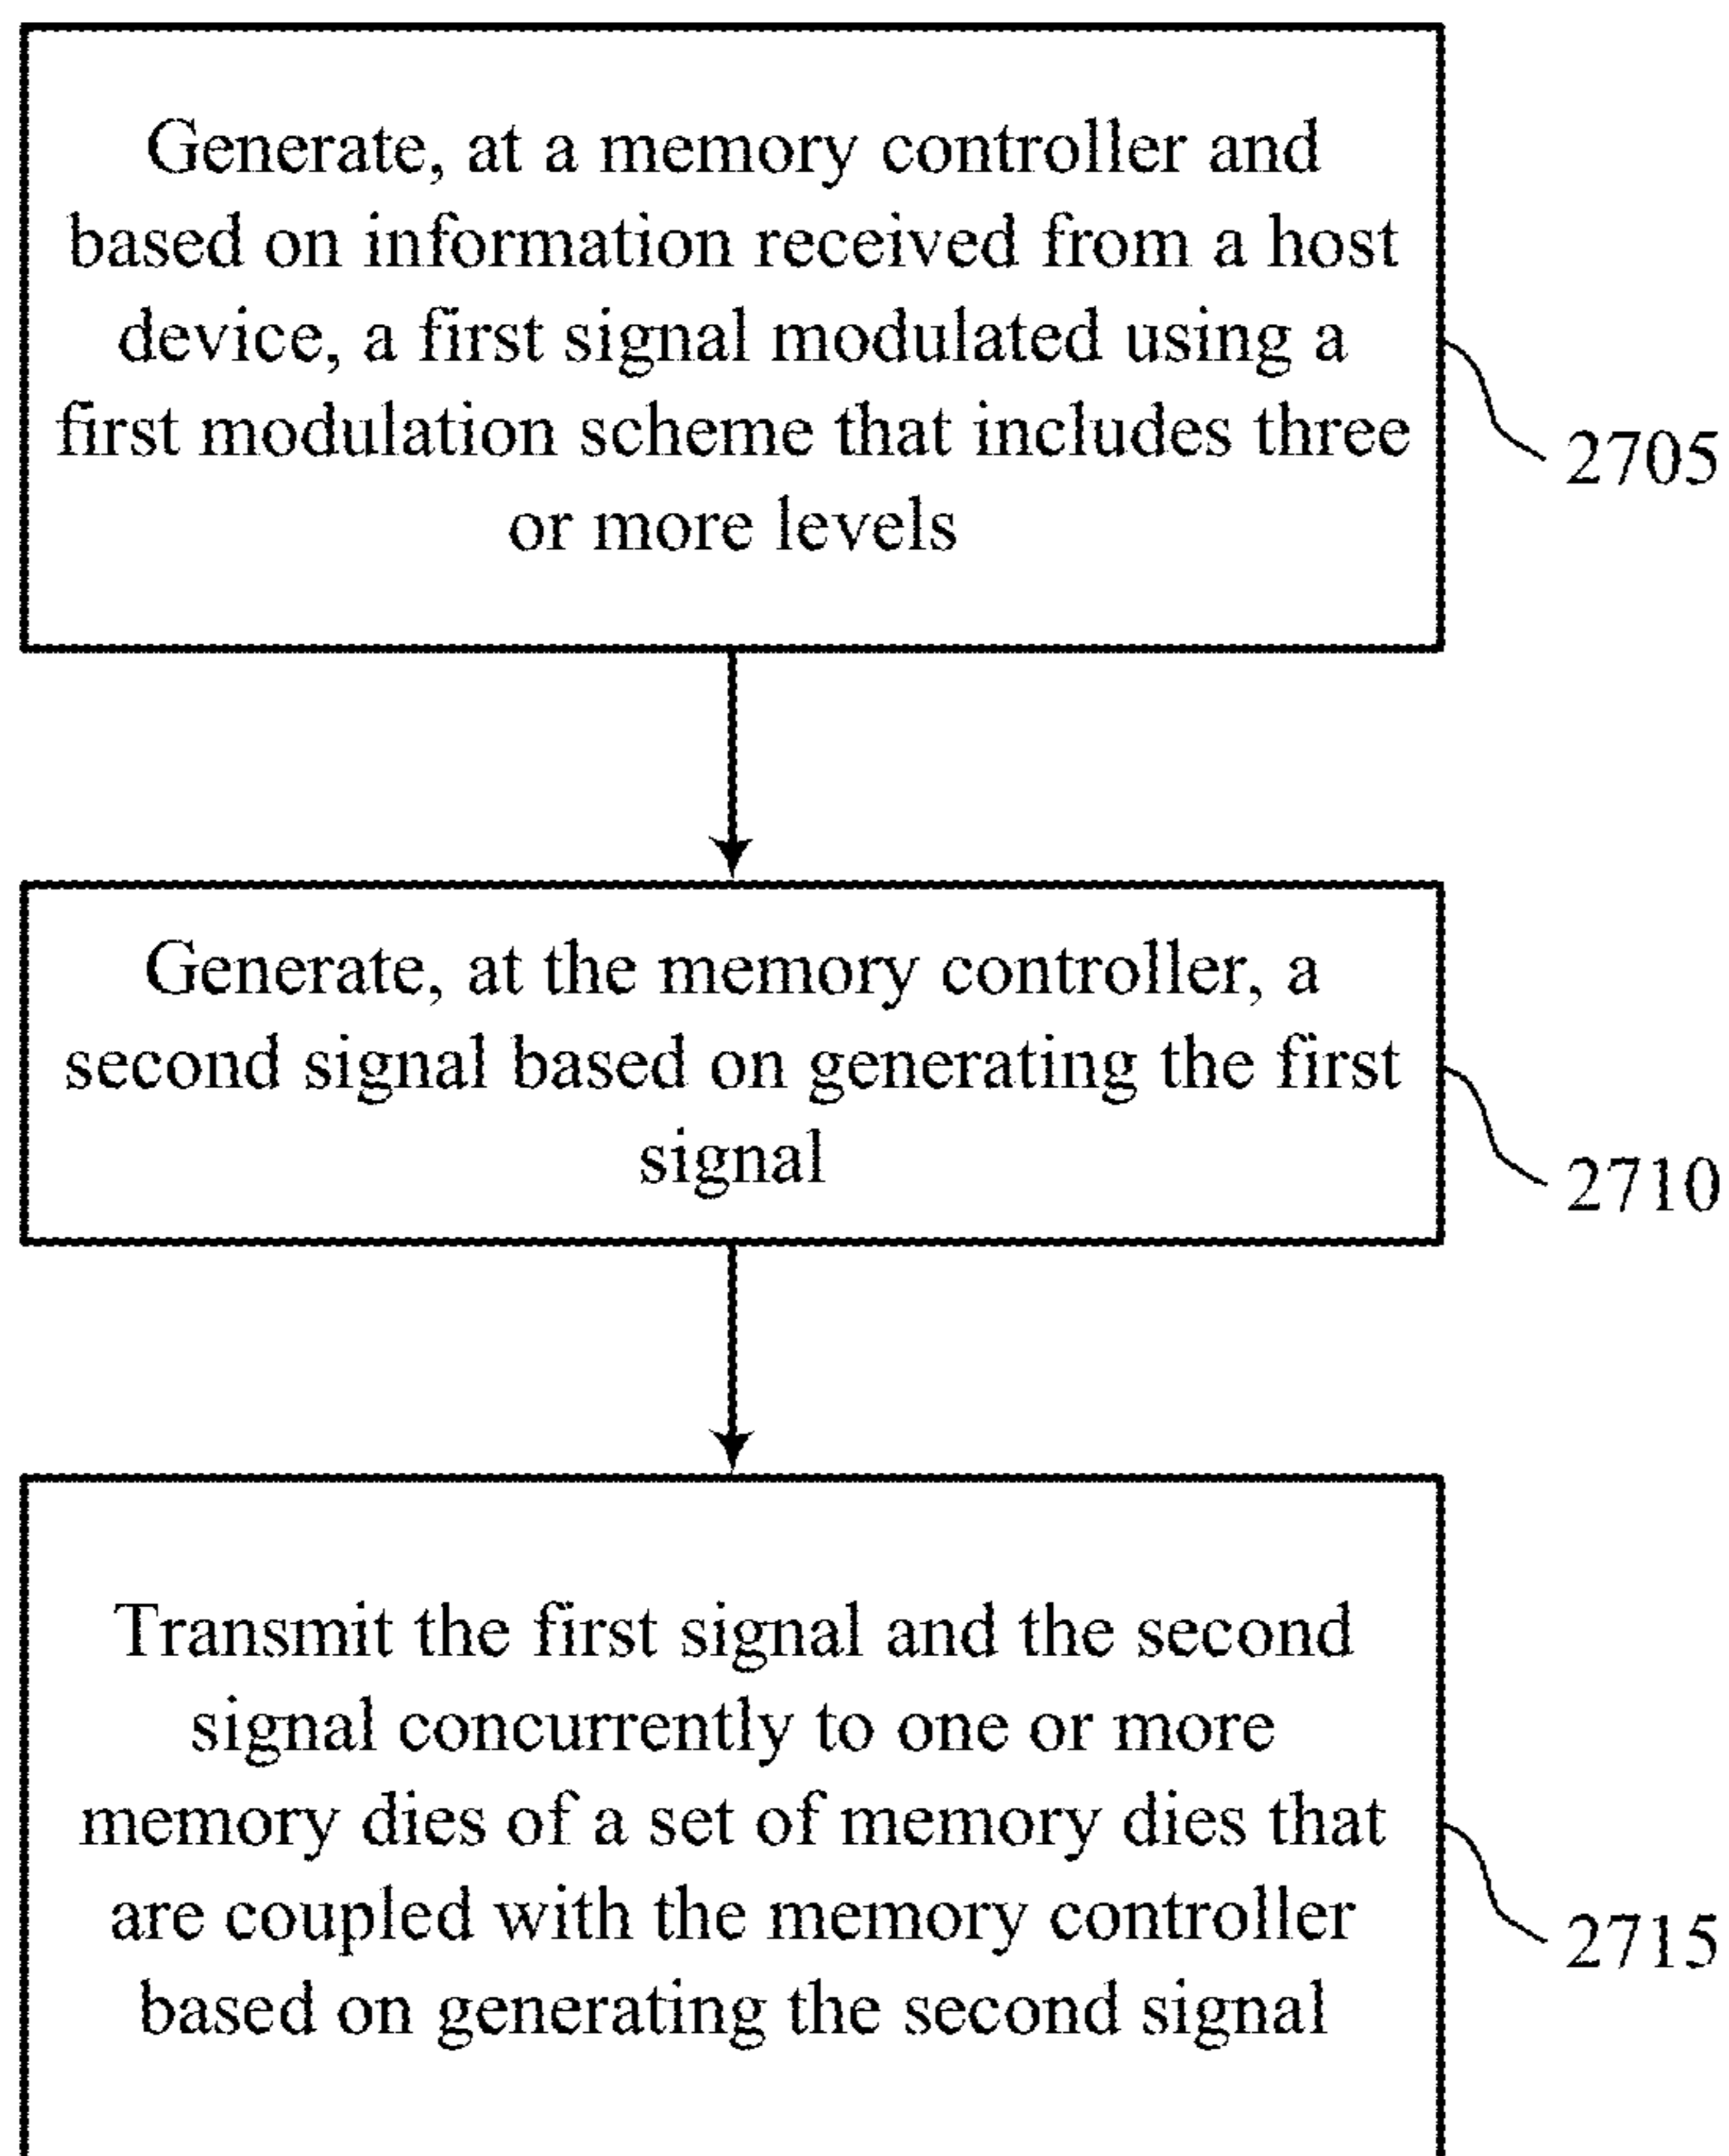 Generate, at a memory controller and
based on information received from a host
device, a first signal modulated using a
first modulation scheme that includes three
or more levels
2705
Generate, at the memory controller, a
second signal based on generating the first
signal
2710
Transmit the first signal and the second
signal concurrently to one or more
memory dies of a set of memory dies that
are coupled with the memory controller
based on generating the second signal
2715